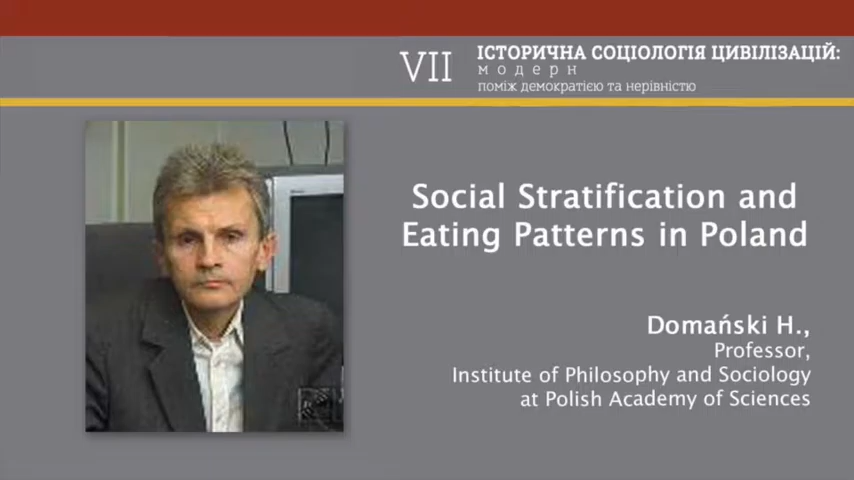 VII
ІСТОРИЧНА СОЦІОЛОГІЯ ЦИВІЛІЗАЦІЙ:
модерн
поміж демократією та нерівністю
Social Stratification and
Eating Patterns in Poland
Domański H.,
Professor,
Institute of Philosophy and Sociology
at Polish Academy of Sciences